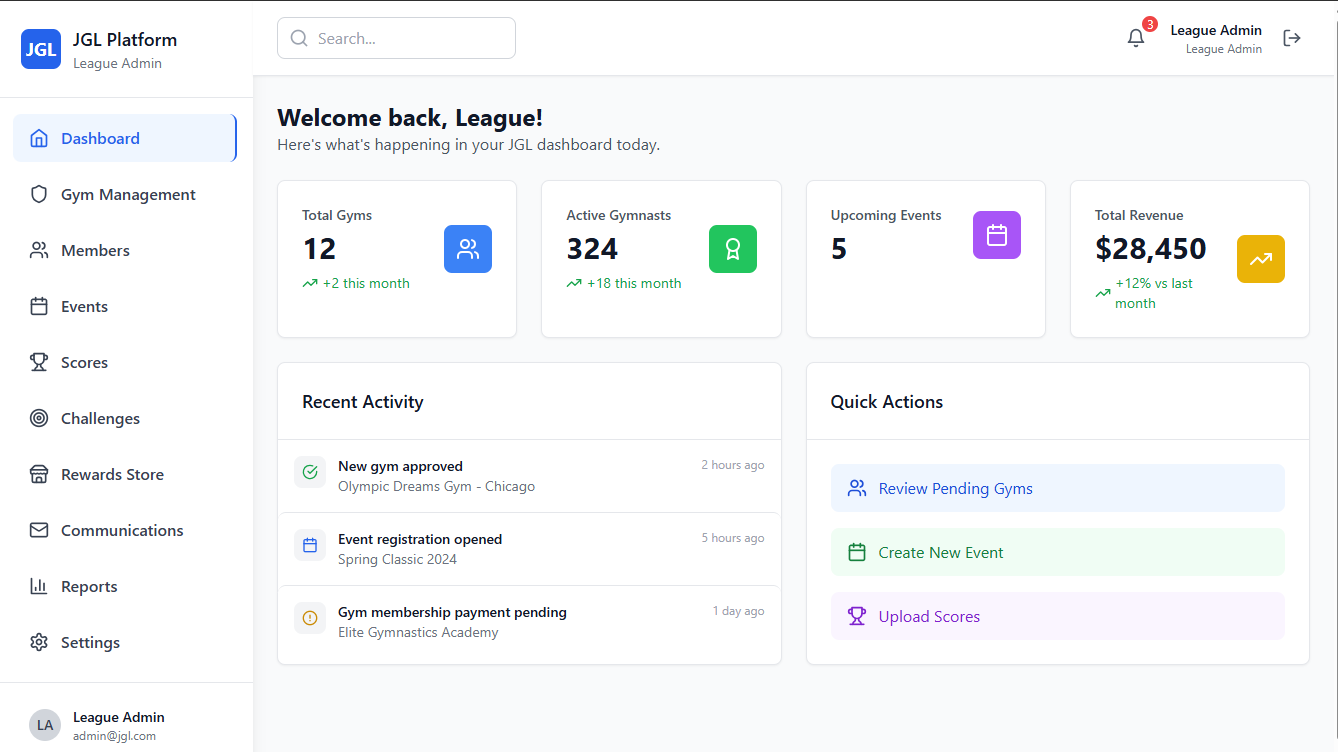 JGL
JGL Platform
League Admin
Dashboard
Gym Management
Members
Events
Scores
Challenges
Rewards Store
Communications
Reports
Settings
LA
League Admin
admin@jgl.com
Search...
3
League Admin
League Admin
Welcome back, League!
Here's what's happening in your JGL dashboard today.
Total Gyms
12
+2 this month
Active Gymnasts
324
+18 this month
Upcoming Events
5
Total Revenue
$28,450
+12% vs last
month
Recent Activity
New gym approved
2 hours ago
Olympic Dreams Gym - Chicago
Event registration opened
5 hours ago
Spring Classic 2024
Gym membership payment pending
1 day ago
Elite Gymnastics Academy
Quick Actions
Review Pending Gyms
Create New Event
Upload Scores